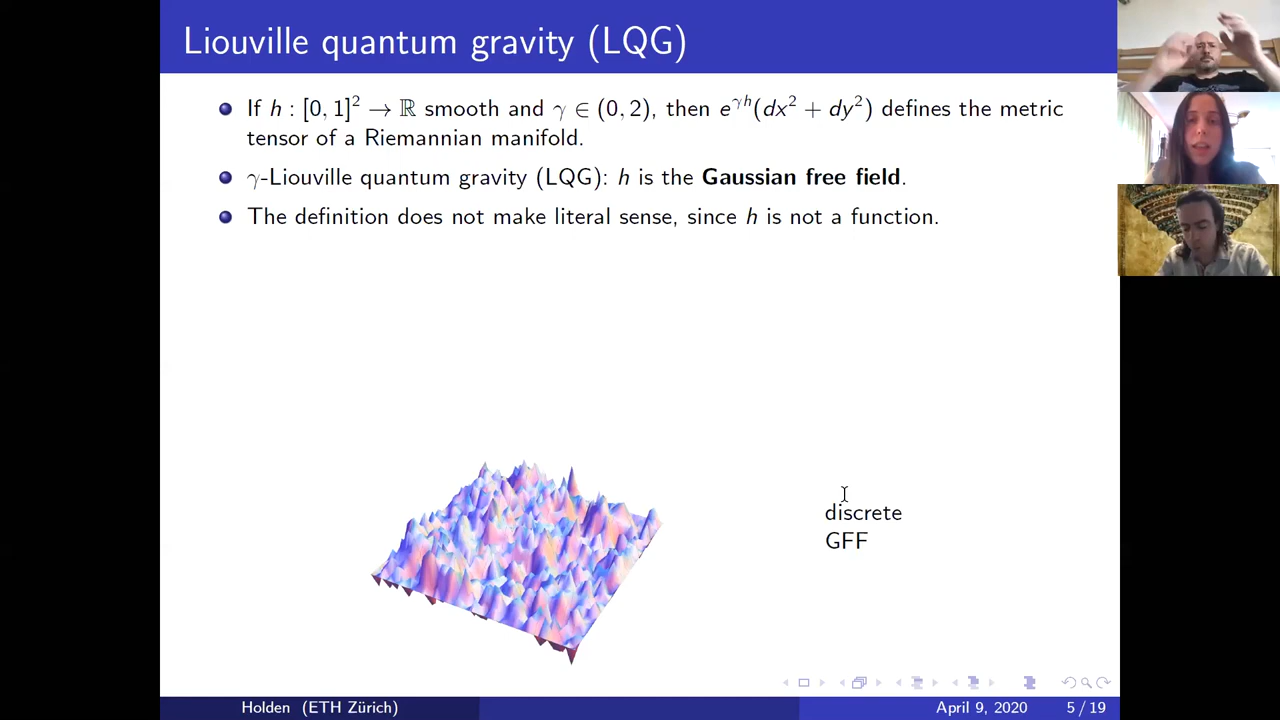 Liouville quantum gravity (LQG)
If h : [0, 1]² → ℝ smooth and γ ∈ (0, 2), then e^{γh}(dx² + dy²) defines the metric
tensor of a Riemannian manifold.
γ-Liouville quantum gravity (LQG): h is the Gaussian free field.
The definition does not make literal sense, since h is not a function.
discrete
GFF
Holden (ETH Zürich)
April 9, 2020
5 / 19